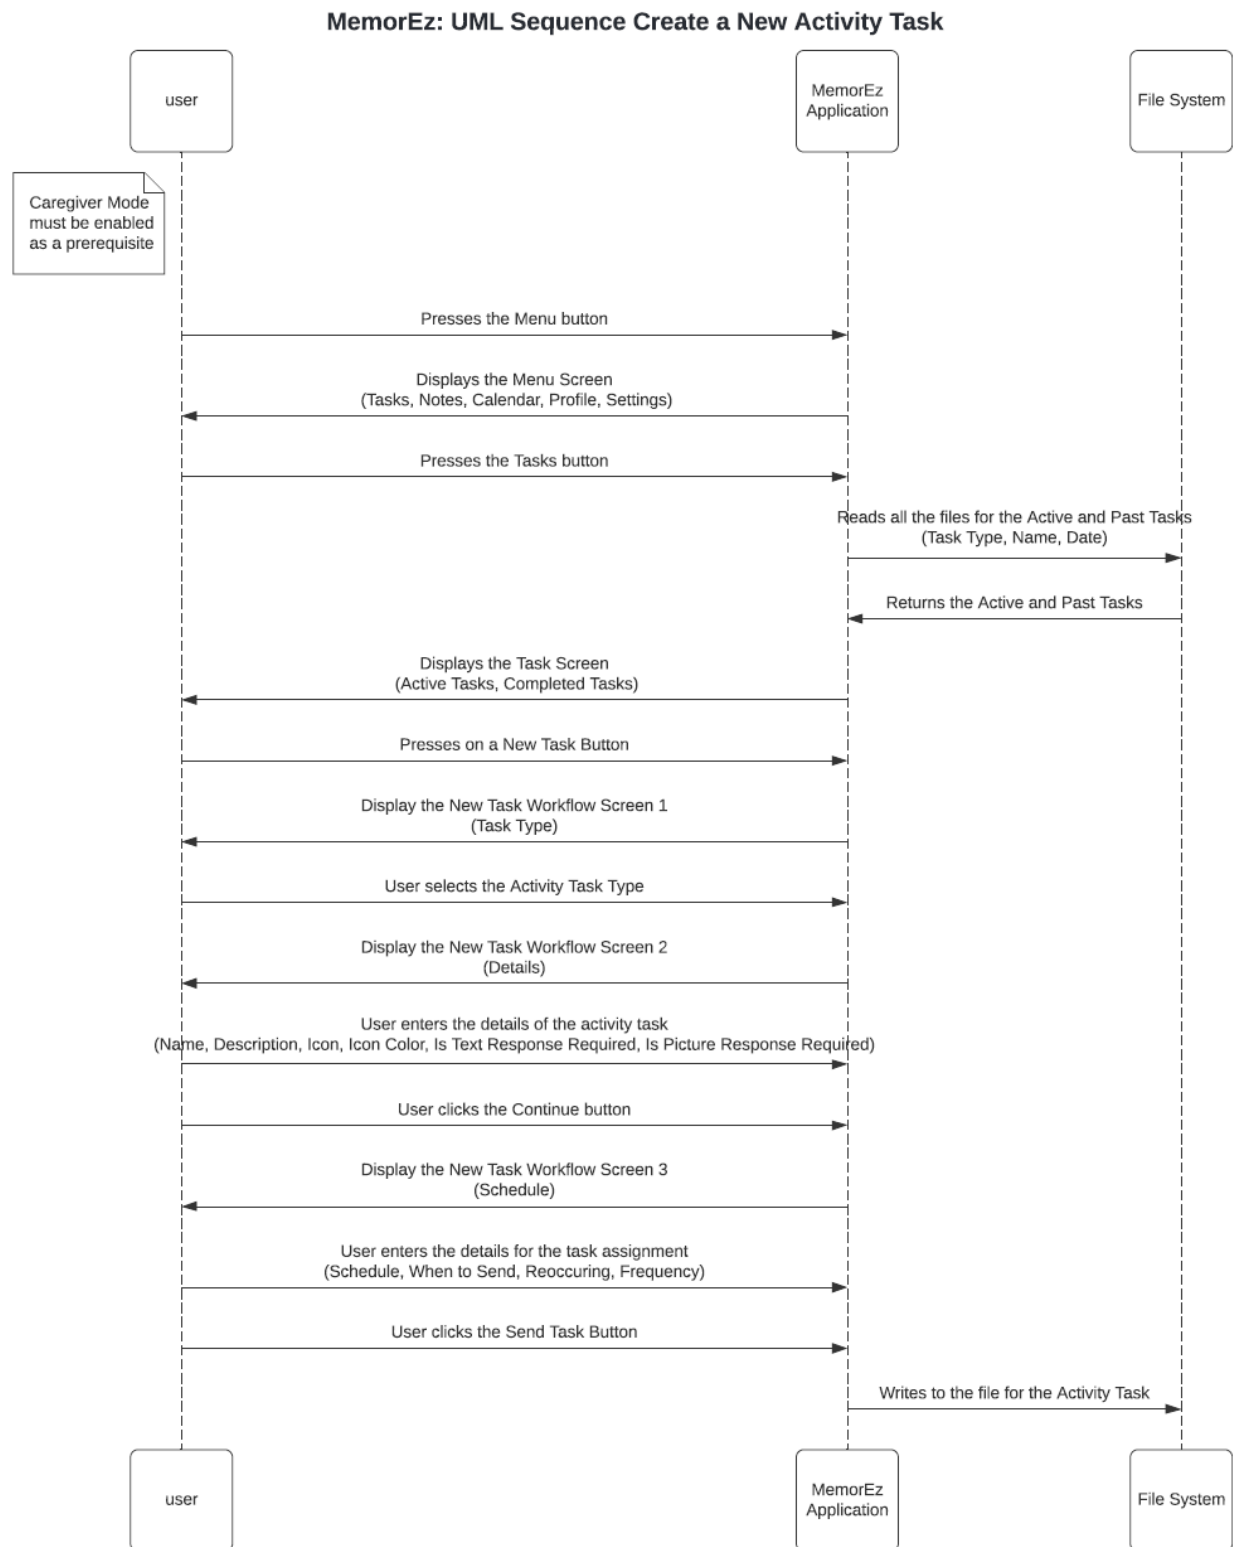 MemorEz: UML Sequence Create a New Activity Task
user
MemorEz
Application
File System
Caregiver Mode
must be enabled
as a prerequisite
Presses the Menu button
Displays the Menu Screen
(Tasks, Notes, Calendar, Profile, Settings)
Presses the Tasks button
Reads all the files for the Active and Past Tasks
(Task Type, Name, Date)
Returns the Active and Past Tasks
Displays the Task Screen
(Active Tasks, Completed Tasks)
Presses on a New Task Button
Display the New Task Workflow Screen 1
(Task Type)
User selects the Activity Task Type
Display the New Task Workflow Screen 2
(Details)
User enters the details of the activity task
(Name, Description, Icon, Icon Color, Is Text Response Required, Is Picture Response Required)
User clicks the Continue button
Display the New Task Workflow Screen 3
(Schedule)
User enters the details for the task assignment
(Schedule, When to Send, Reoccuring, Frequency)
User clicks the Send Task Button
Writes to the file for the Activity Task
user
MemorEz
Application
File System